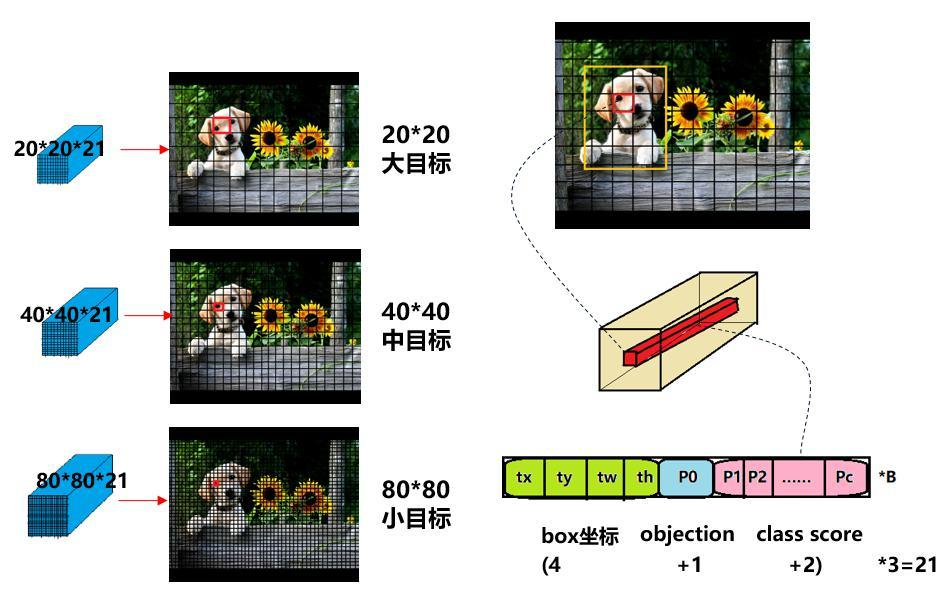 20*20*21
20*20
大目标
40*40*21
40*40
中目标
80*80*21
80*80
小目标
tx ty tw th P0 P1 P2 ...... Pc *B
box坐标 objection class score
(4 +1 +2) *3=21